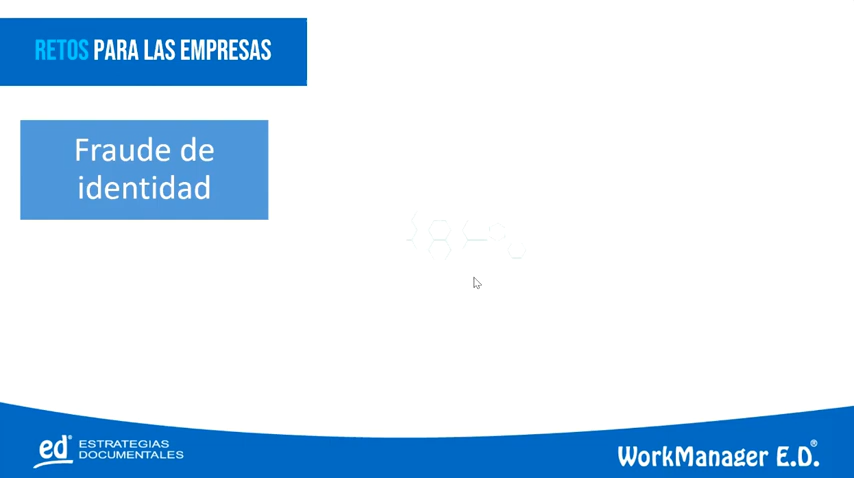 RETOS PARA LAS EMPRESAS
Fraude de
identidad
ed® ESTRATEGIAS
DOCUMENTALES
WorkManager E.D.®